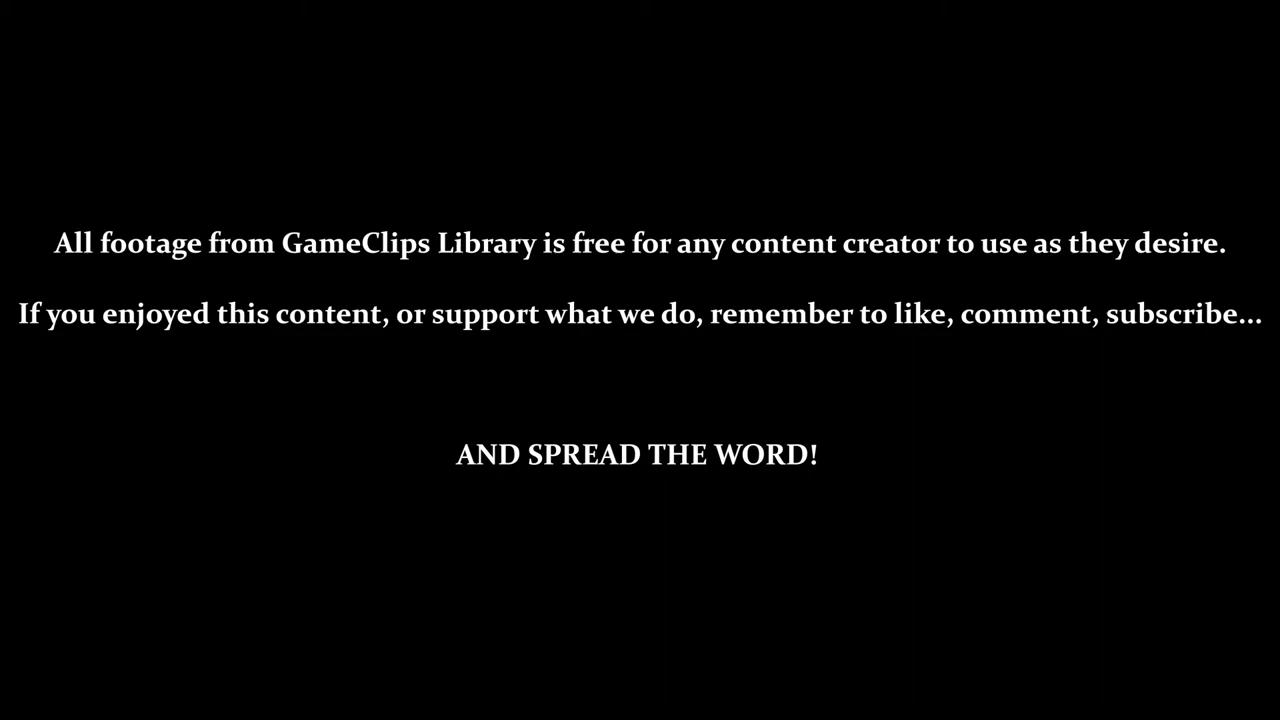 All footage from GameClips Library is free for any content creator to use as they desire.
If you enjoyed this content, or support what we do, remember to like, comment, subscribe...
AND SPREAD THE WORD!